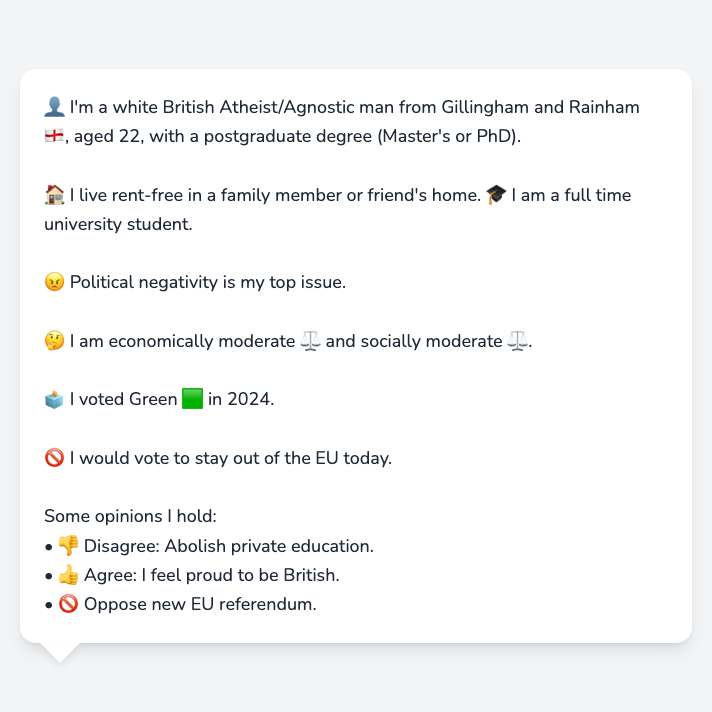 👤 I'm a white British Atheist/Agnostic man from Gillingham and Rainham
🏴󠁧󠁢󠁥󠁮󠁧󠁿, aged 22, with a postgraduate degree (Master's or PhD).
🏠 I live rent-free in a family member or friend's home. 🎓 I am a full time
university student.
😠 Political negativity is my top issue.
🤔 I am economically moderate ⚖️ and socially moderate ⚖️.
🗳️ I voted Green 🟩 in 2024.
🚫 I would vote to stay out of the EU today.
Some opinions I hold:
• 👎 Disagree: Abolish private education.
• 👍 Agree: I feel proud to be British.
• 🚫 Oppose new EU referendum.